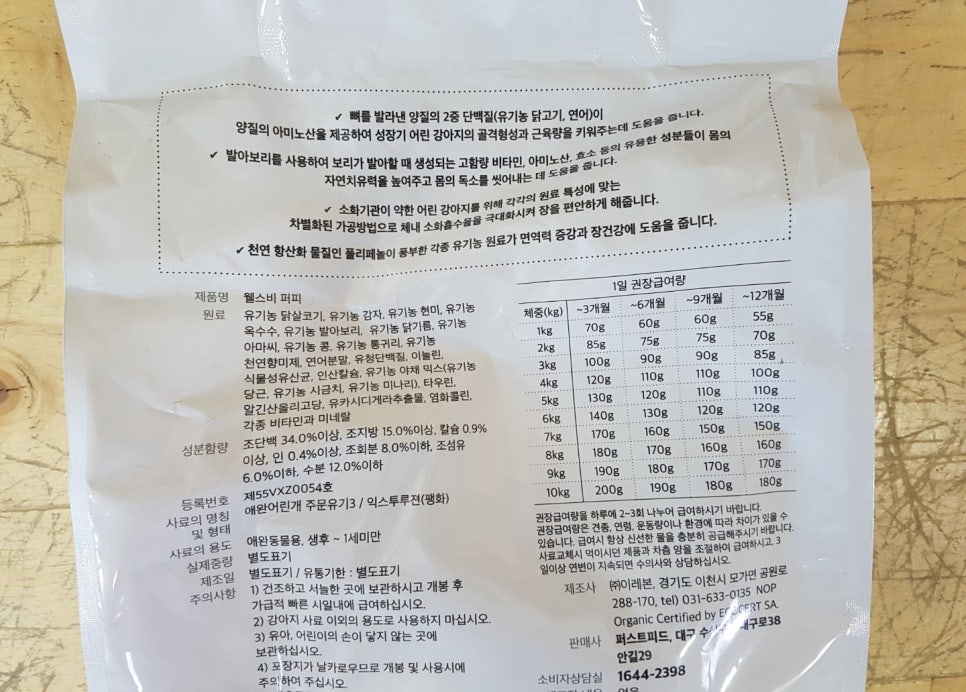 ✔ 뼈를 발라낸 양질의 2중 단백질(유기농 닭고기, 연어)이
양질의 아미노산을 제공하여 성장기 어린 강아지의 골격형성과 근육량을 키워주는데 도움을 줍니다.
✔ 발아보리를 사용하여 보리가 발아할 때 생성되는 고함량 비타민, 아미노산, 효소 등의 유용한 성분들이 몸의
자연치유력을 높여주고 몸의 독소를 씻어내는 데 도움을 줍니다.
✔ 소화기관이 약한 어린 강아지를 위해 각각의 원료 특성에 맞는
차별화된 가공방법으로 체내 소화흡수율을 극대화시켜 장을 편안하게 해줍니다.
✔ 천연 항산화 물질인 폴리페놀이 풍부한 각종 유기농 원료가 면역력 증강과 장건강에 도움을 줍니다.
제품명 웰스비 퍼피
원료 유기농 닭살코기, 유기농 감자, 유기농 현미, 유기농
옥수수, 유기농 발아보리, 유기농 닭기름, 유기농
아마씨, 유기농 콩, 유기농 통귀리, 유기농
천연향미제, 연어분말, 유청단백질, 이눌린,
식물성유산균, 인산칼슘, 유기농 야채 믹스(유기농
당근, 유기농 시금치, 유기농 미나리), 타우린,
알긴산올리고당, 유카시디게라추출물, 염화콜린,
각종 비타민과 미네랄
성분함량 조단백 34.0%이상, 조지방 15.0%이상, 칼슘 0.9%
이상, 인 0.4%이상, 조회분 8.0%이하, 조섬유
6.0%이하, 수분 12.0%이하
등록번호 제55VXZ0054호
사료의 명칭 애완어린개 주문유기3 / 익스투루젼(팽화)
및 형태
사료의 용도 애완동물용, 생후 ~ 1세미만
실제중량 별도표기
제조일 별도표기 / 유통기한 : 별도표기
주의사항 1) 건조하고 서늘한 곳에 보관하시고 개봉 후
가급적 빠른 시일내에 급여하십시오.
2) 강아지 사료 이외의 용도로 사용하지 마십시오.
3) 유아, 어린이의 손이 닿지 않는 곳에
보관하십시오.
4) 포장지가 날카로우므로 개봉 및 사용시에
주의하여 주십시오.
1일 권장급여량
체중(kg) ~3개월 ~6개월 ~9개월 ~12개월
1kg 70g 60g 60g 55g
2kg 85g 75g 75g 70g
3kg 100g 90g 90g 85g
4kg 120g 110g 110g 100g
5kg 130g 120g 110g 110g
6kg 140g 130g 120g 120g
7kg 170g 160g 150g 150g
8kg 180g 170g 160g 160g
9kg 190g 180g 170g 170g
10kg 200g 190g 180g 180g
권장급여량을 하루에 2~3회 나누어 급여하시기 바랍니다.
권장급여량은 견종, 연령, 운동량이나 환경에 따라 차이가 있을 수
있습니다. 급여시 항상 신선한 물을 충분히 공급해주시기 바랍니다.
사료교체시 먹이시던 제품과 차츰 양을 조절하여 급여하시고, 3
일이상 연변이 지속되면 수의사와 상담하십시오.
제조사 ㈜이레본, 경기도 이천시 모가면 공원로
288-170, tel) 031-633-0135 NOP
Organic Certified by ECOCERT SA.
판매사 퍼스트피드, 대구 대구로38
안길29
소비자상담실 1644-2398